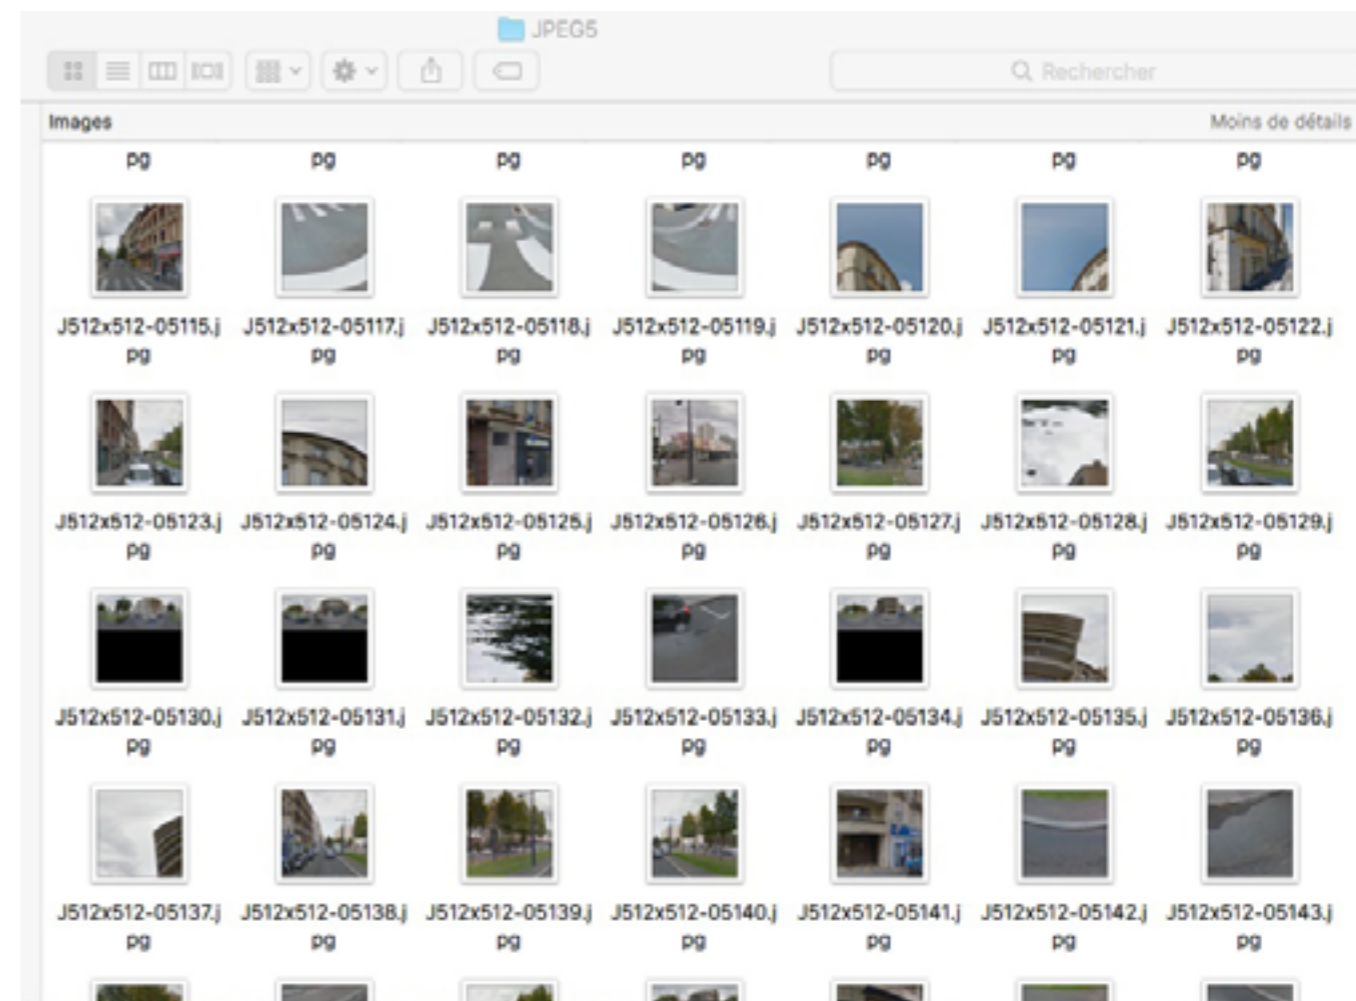 JPEG5
Rechercher
Images
Moins de détails
pg pg pg pg pg pg pg
J512x512-05115.j J512x512-05117.j J512x512-05118.j J512x512-05119.j J512x512-05120.j J512x512-05121.j J512x512-05122.j
pg pg pg pg pg pg pg
J512x512-05123.j J512x512-05124.j J512x512-05125.j J512x512-05126.j J512x512-05127.j J512x512-05128.j J512x512-05129.j
pg pg pg pg pg pg pg
J512x512-05130.j J512x512-05131.j J512x512-05132.j J512x512-05133.j J512x512-05134.j J512x512-05135.j J512x512-05136.j
pg pg pg pg pg pg pg
J512x512-05137.j J512x512-05138.j J512x512-05139.j J512x512-05140.j J512x512-05141.j J512x512-05142.j J512x512-05143.j
pg pg pg pg pg pg pg